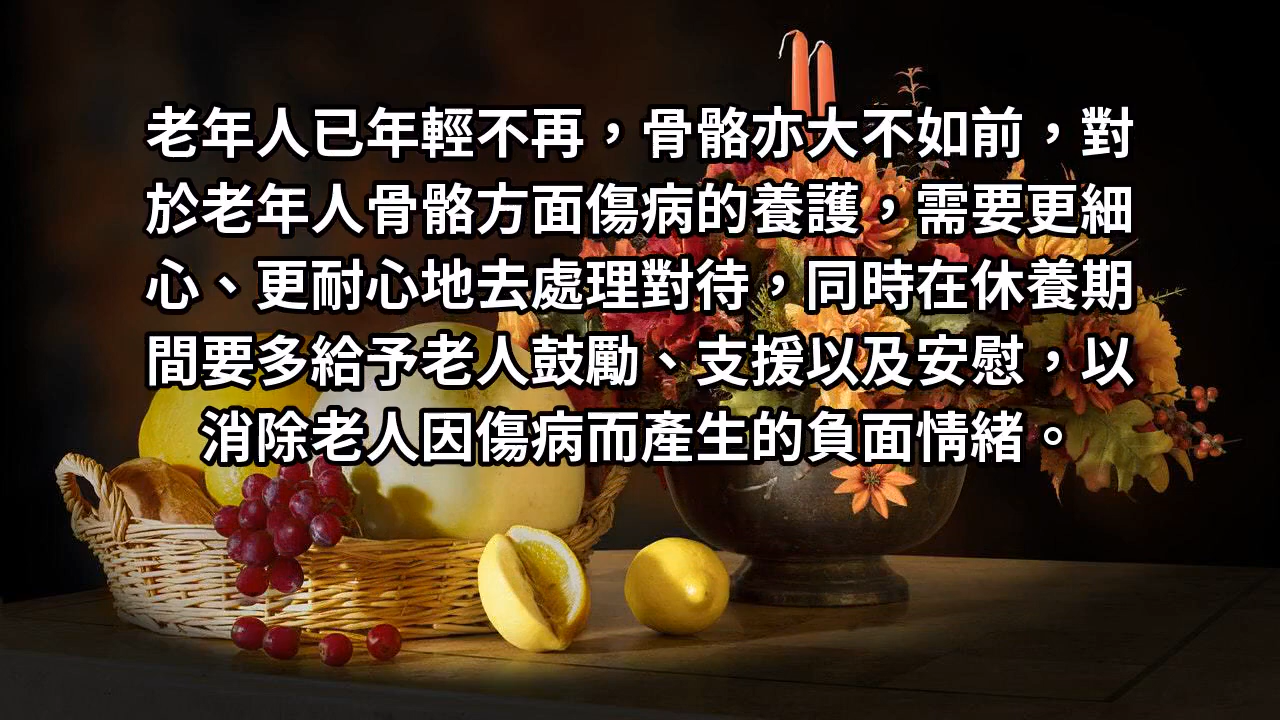 老年人已年輕不再，骨骼亦大不如前，對
於老年人骨骼方面傷病的養護，需要更細
心、更耐心地去處理對待，同時在休養期
間要多給予老人鼓勵、支援以及安慰，以
消除老人因傷病而產生的負面情緒。